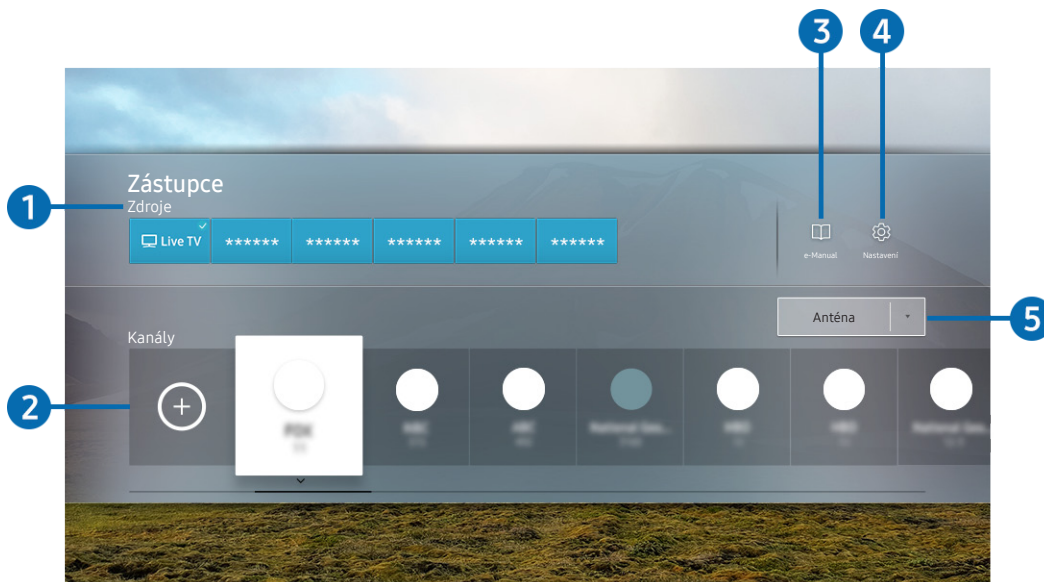 3 4
Zástupce
1 Zdroje
Live TV ****** ****** ****** ****** ******
e-Manual Nastavení
Anténa 5
Kanály
2